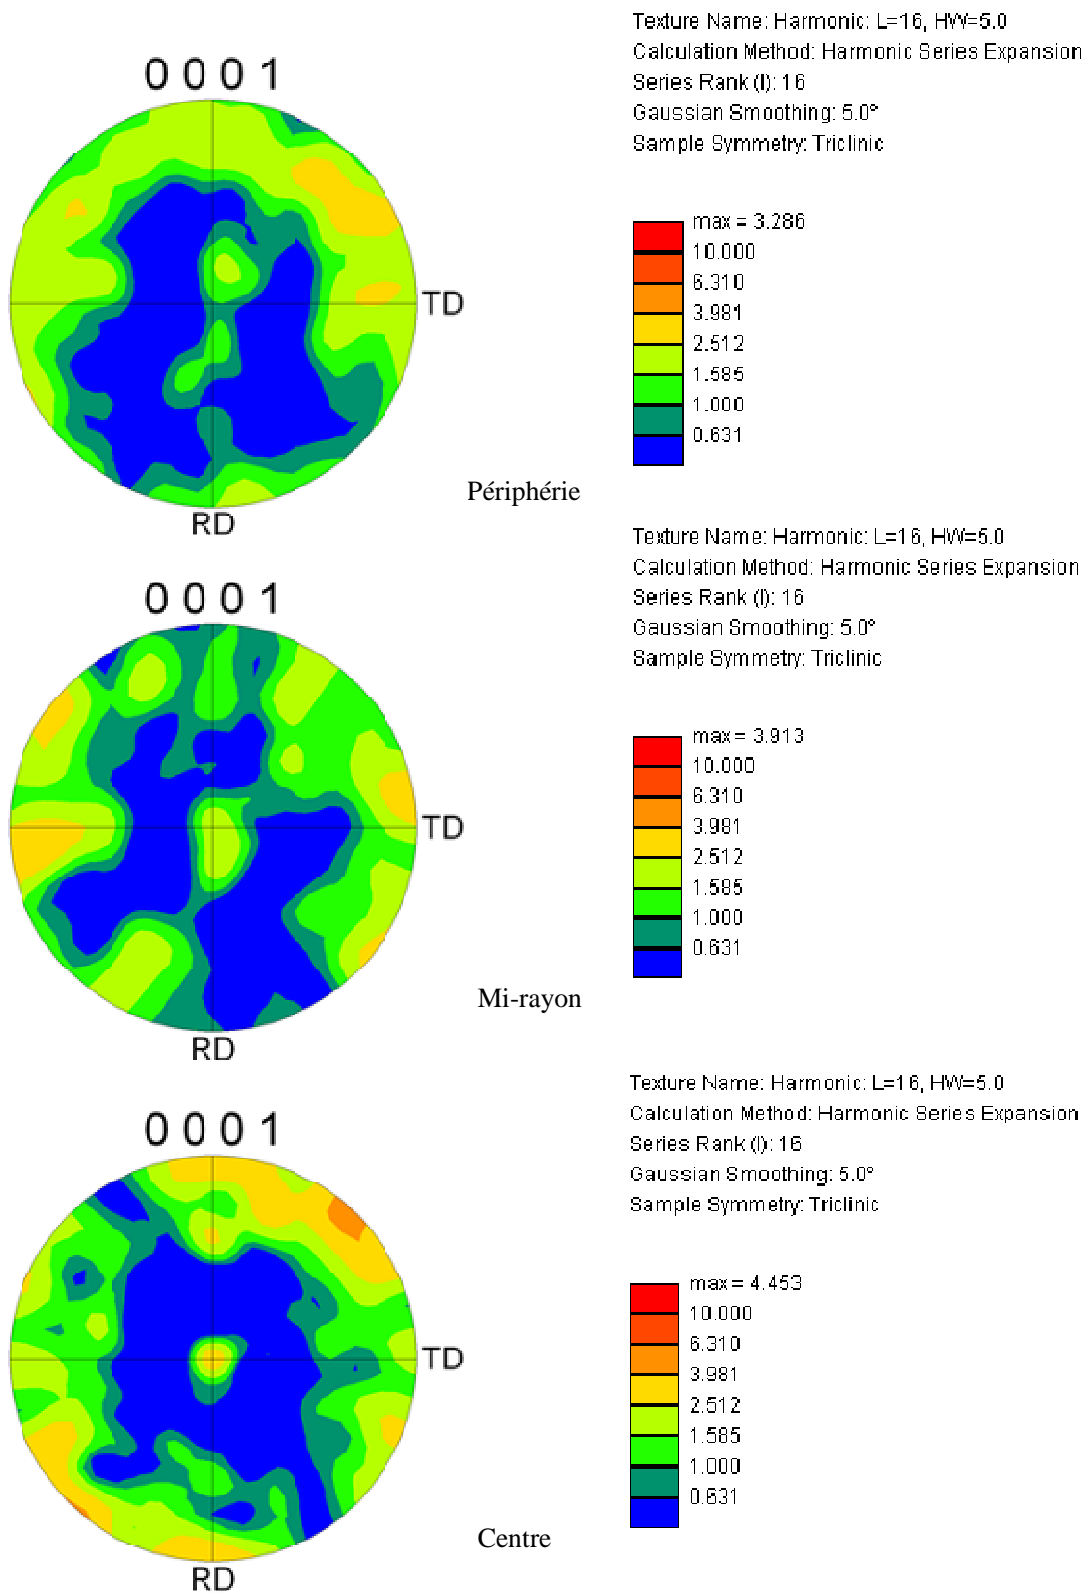 Texture Name: Harmonic: L=16, HW=5.0
Calculation Method: Harmonic Series Expansion
Series Rank (l): 16
Gaussian Smoothing: 5.0°
Sample Symmetry: Triclinic
0 0 0 1
max = 3.286
10.000
6.310
3.981
2.512
1.585
1.000
0.631
TD
RD
Périphérie
Texture Name: Harmonic: L=16, HW=5.0
Calculation Method: Harmonic Series Expansion
Series Rank (l): 16
Gaussian Smoothing: 5.0°
Sample Symmetry: Triclinic
0 0 0 1
max = 3.913
10.000
6.310
3.981
2.512
1.585
1.000
0.631
TD
RD
Mi-rayon
Texture Name: Harmonic: L=16, HW=5.0
Calculation Method: Harmonic Series Expansion
Series Rank (l): 16
Gaussian Smoothing: 5.0°
Sample Symmetry: Triclinic
0 0 0 1
max = 4.453
10.000
6.310
3.981
2.512
1.585
1.000
0.631
TD
RD
Centre